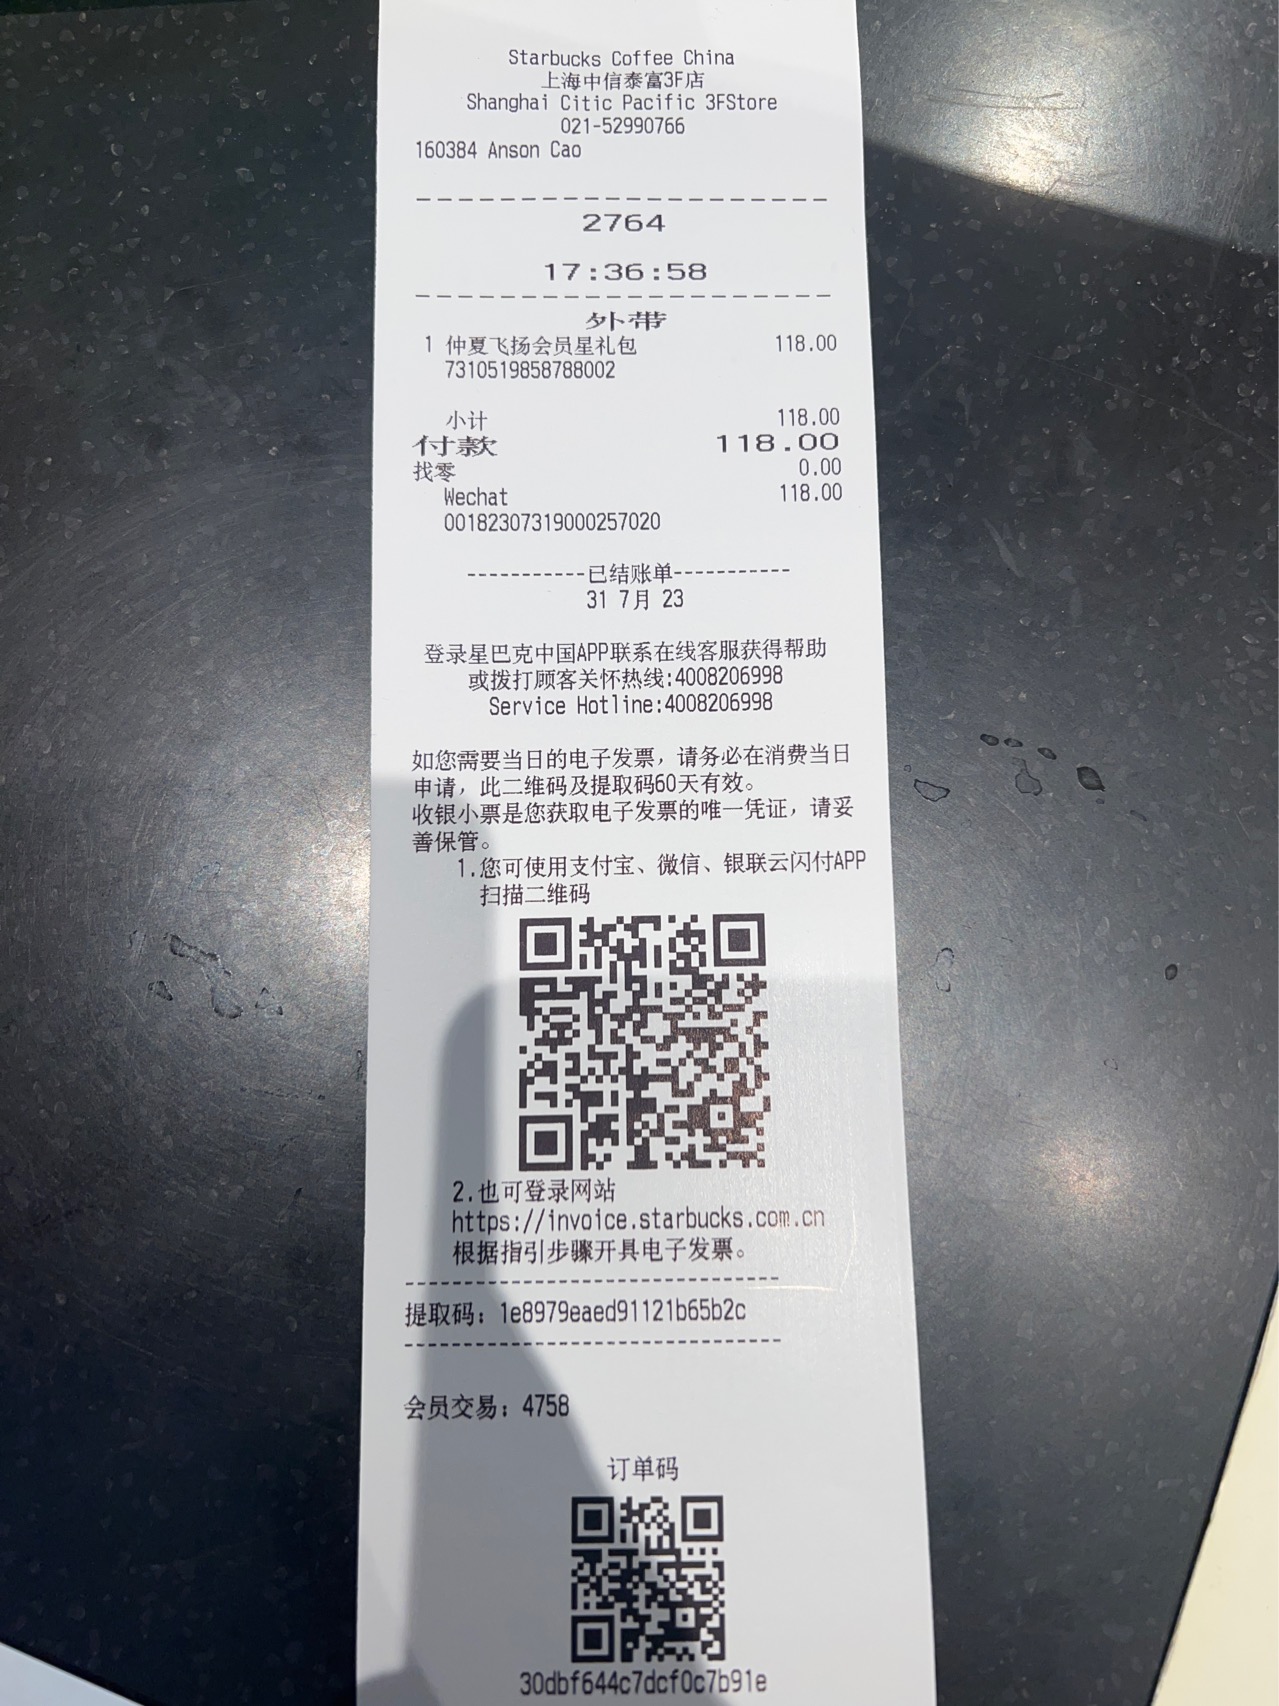 Starbucks Coffee China
上海中信泰富3F店
Shanghai Citic Pacific 3FStore
021-52990766
160384 Anson Cao
2764
17:36:58
外带
1 仲夏飞扬会员星礼包 118.00
7310519858788002
小计 118.00
付款 118.00
找零 0.00
Wechat 118.00
00182307319000257020
-----------已结账单-----------
31 7月 23
登录星巴克中国APP联系在线客服获得帮助
或拨打顾客关怀热线:4008206998
Service Hotline:4008206998
如您需要当日的电子发票，请务必在消费当日
申请，此二维码及提取码60天有效。
收银小票是您获取电子发票的唯一凭证，请妥
善保管。
1.您可使用支付宝、微信、银联云闪付APP
扫描二维码
2.也可登录网站
https://invoice.starbucks.com.cn
根据指引步骤开具电子发票。
提取码：1e8979eaed91121b65b2c
会员交易：4758
订单码
30dbf644c7dcf0c7b91e